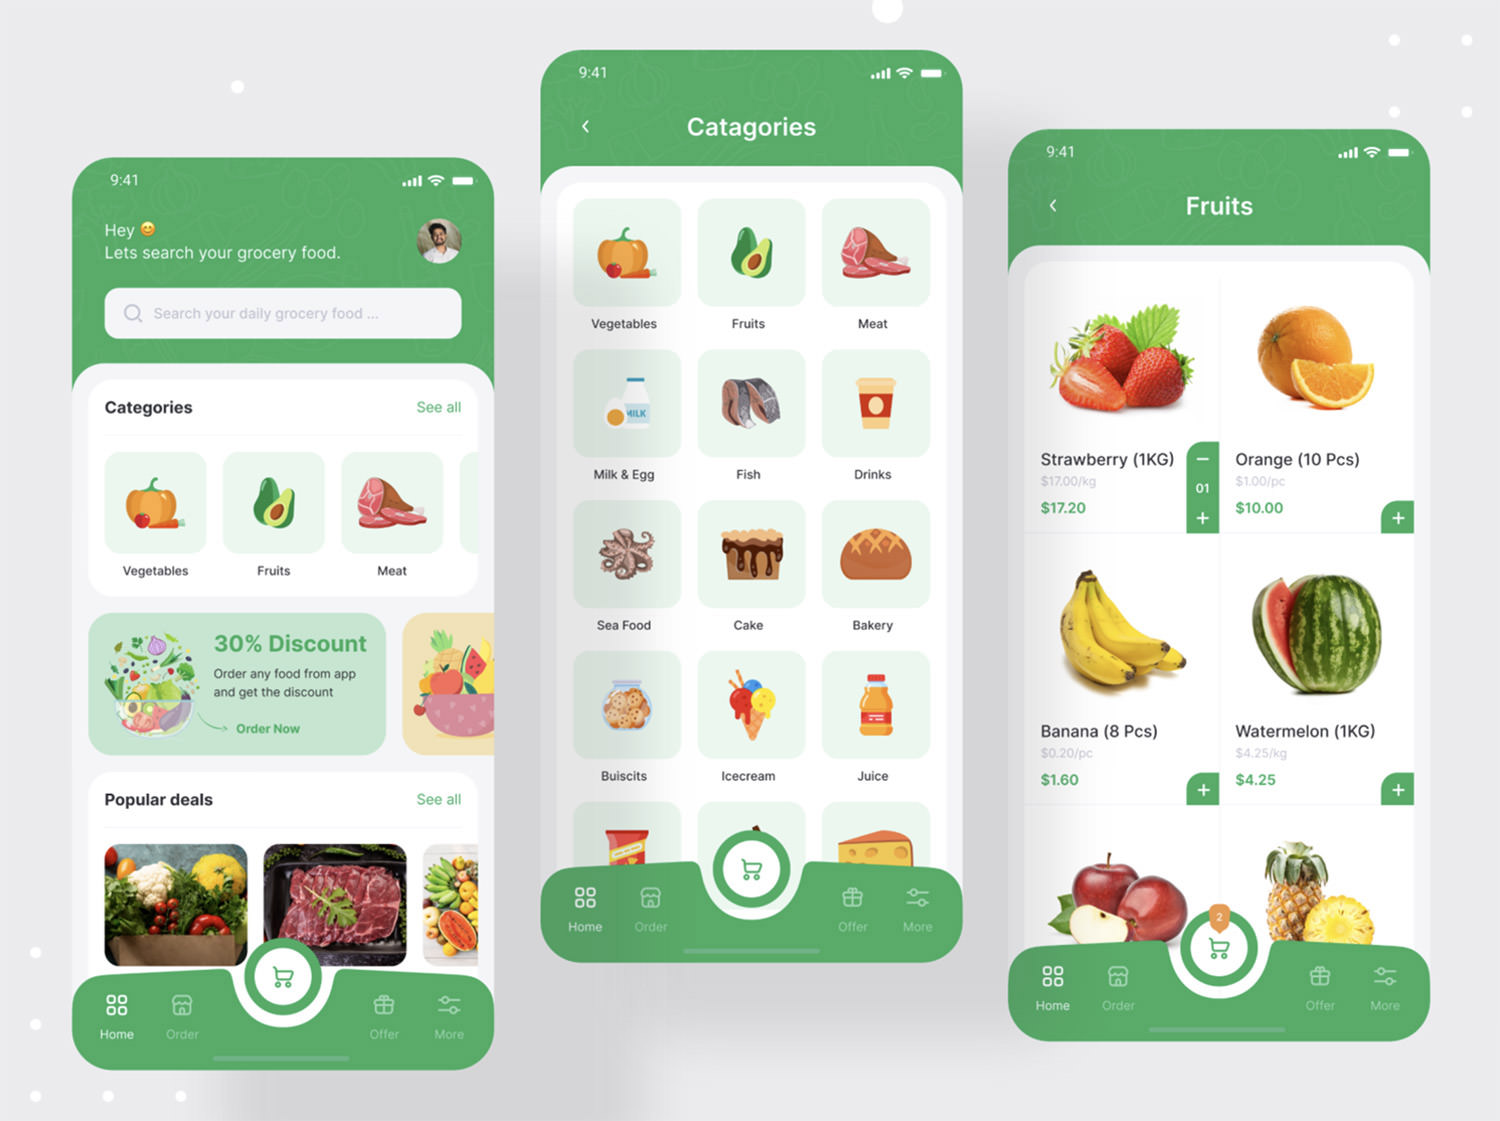 9:41
Hey 😊
Lets search your grocery food.
Search your daily grocery food ...
Categories
See all
Vegetables
Fruits
Meat
30% Discount
Order any food from app
and get the discount
Order Now
Popular deals
See all
Home
Order
Offer
More
9:41
Catagories
Vegetables
Fruits
Meat
MILK
Milk & Egg
Fish
Drinks
Sea Food
Cake
Bakery
Buiscits
Icecream
Juice
Home
Order
Offer
More
9:41
Fruits
Strawberry (1KG)
$17.00/kg
$17.20
01
Orange (10 Pcs)
$1.00/pc
$10.00
Banana (8 Pcs)
$0.20/pc
$1.60
Watermelon (1KG)
$4.25/kg
$4.25
2
Home
Order
Offer
More